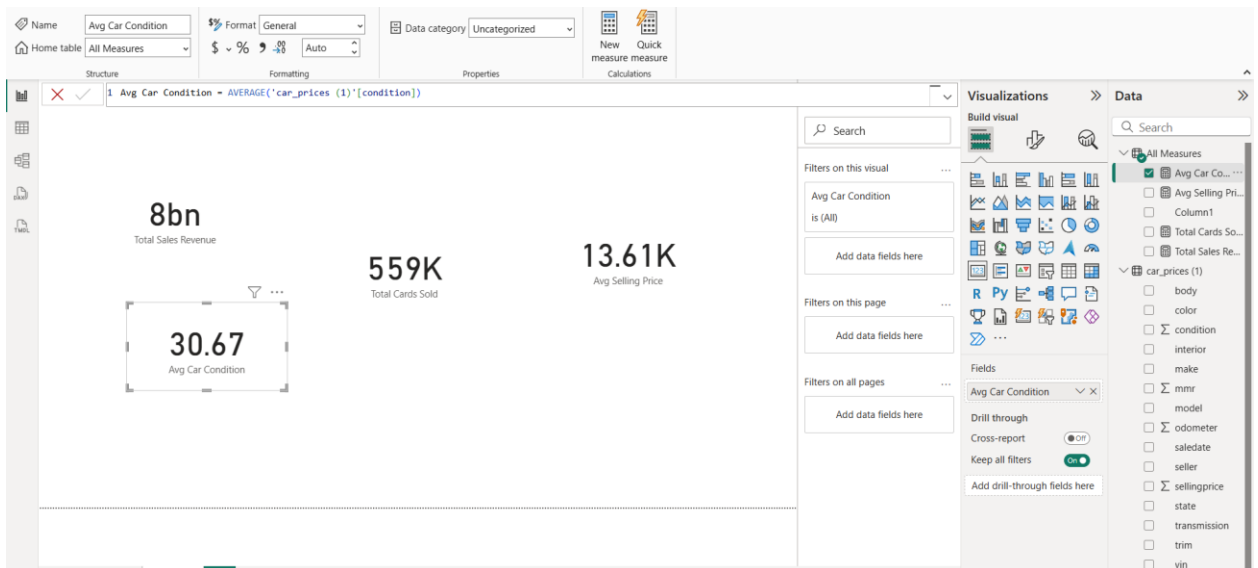 Name Avg Car Condition
Home table All Measures
Structure
$% Format General
$ % 9 .00 Auto
Formatting
Data category Uncategorized
Properties
New measure
Quick measure
Calculations
1 Avg Car Condition = AVERAGE('car_prices (1)'[condition])
8bn
Total Sales Revenue
559K
Total Cards Sold
13.61K
Avg Selling Price
30.67
Avg Car Condition
Search
Filters on this visual ...
Avg Car Condition
is (All)
Add data fields here
Filters on this page ...
Add data fields here
Filters on all pages ...
Add data fields here
Visualizations
Build visual
123
R Py
...
Fields
Avg Car Condition
Drill through
Cross-report Off
Keep all filters On
Add drill-through fields here
Data
Search
All Measures
Avg Car Co... ...
Avg Selling Pri...
Column1
Total Cards So...
Total Sales Re...
car_prices (1)
body
color
∑ condition
interior
make
∑ mmr
model
∑ odometer
saledate
seller
∑ sellingprice
state
transmission
trim
vin